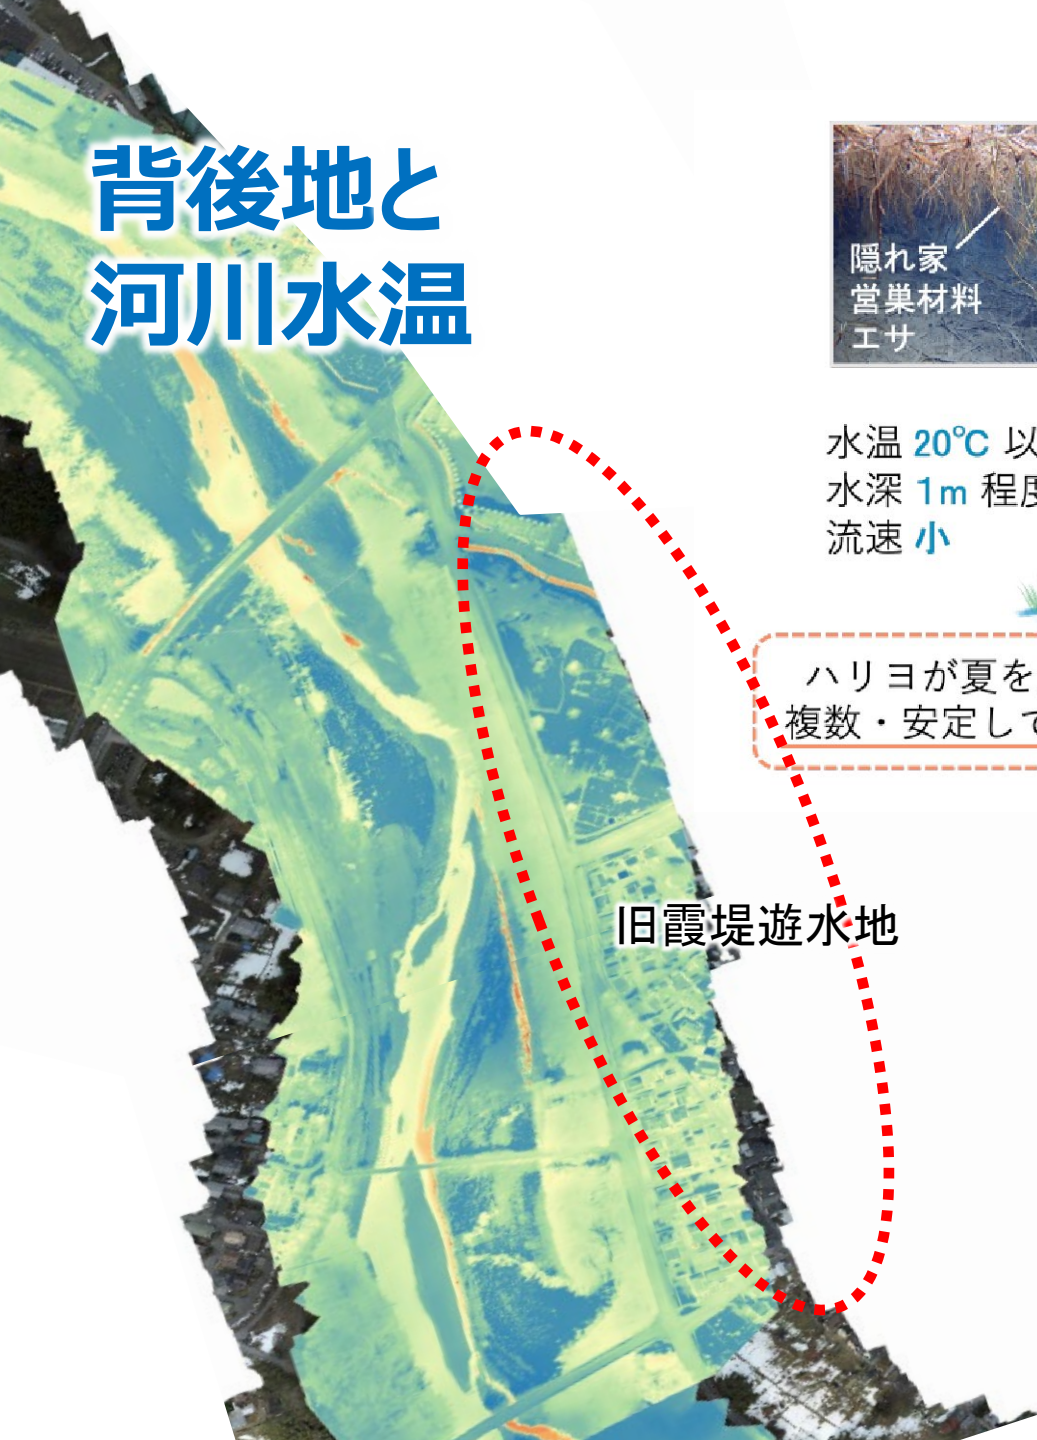 背後地と
河川水温
隠れ家
営巣材料
エサ
水温 20℃ 以
水深 1m 程度
流速 小
ハリヨが夏を
複数・安定して
旧霞堤遊水地